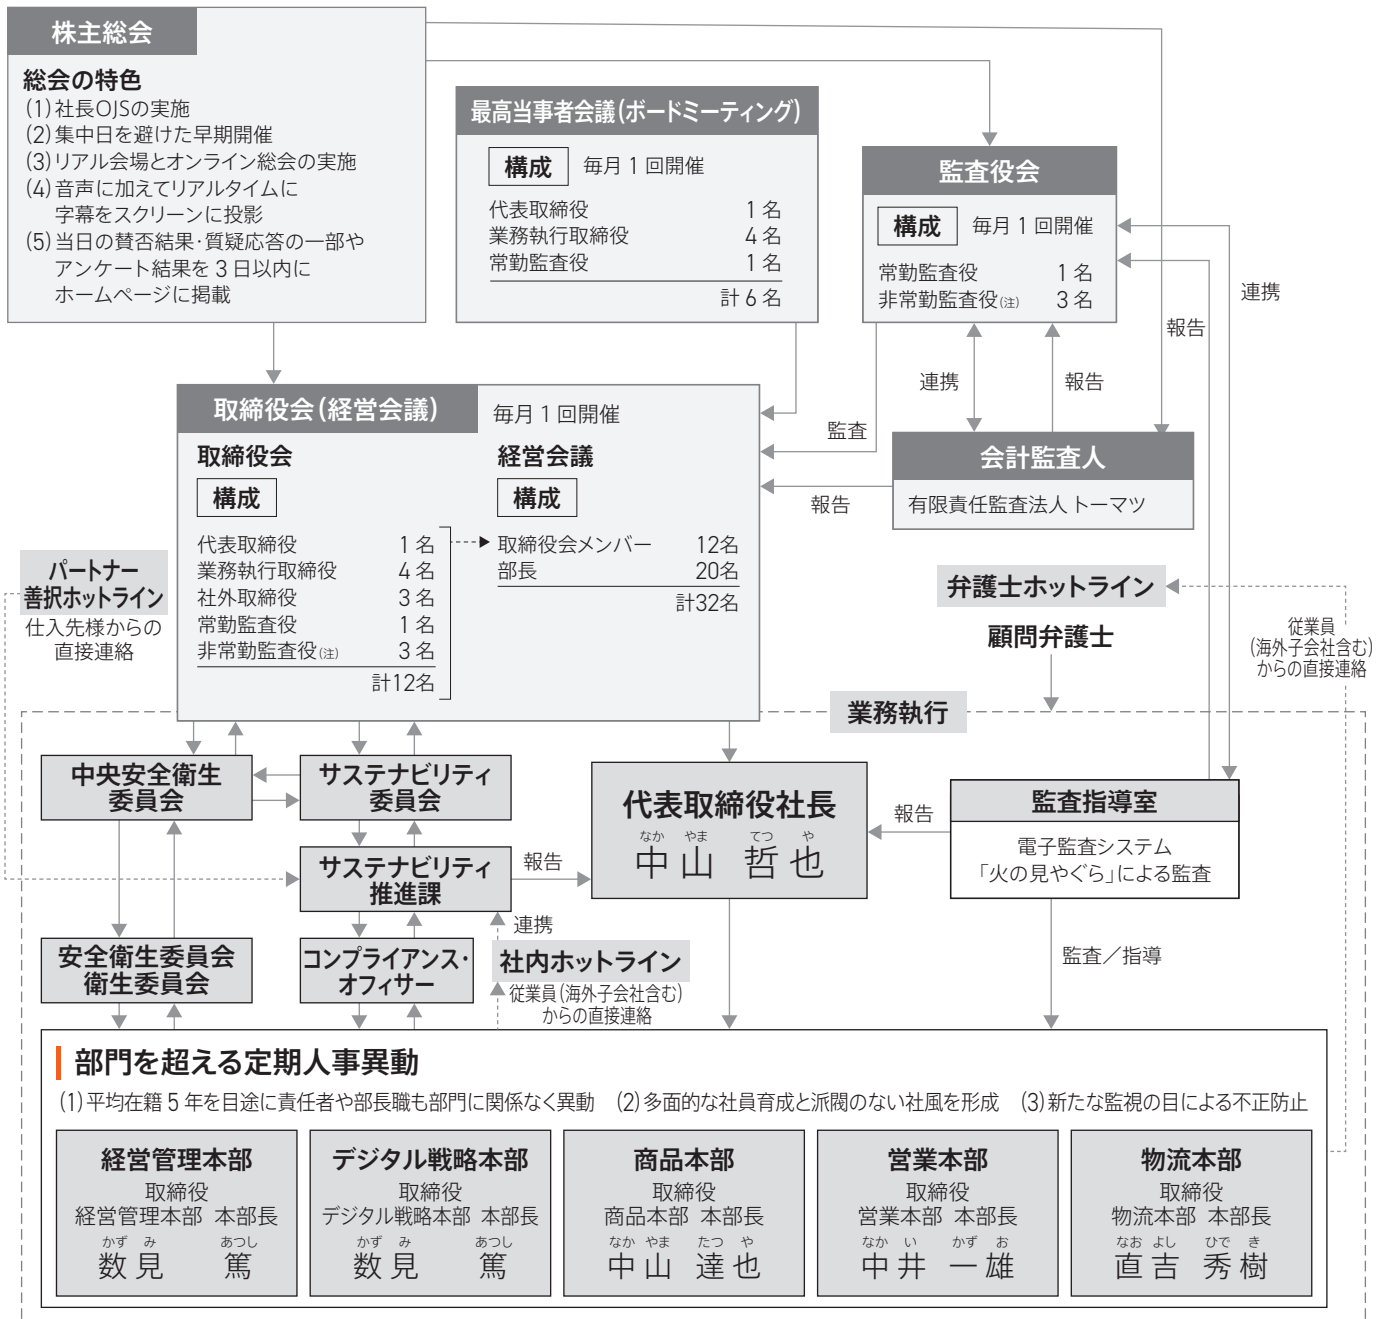 株主総会
総会の特色
(1)社長OJSの実施
(2)集中日を避けた早期開催
(3)リアル会場とオンライン総会の実施
(4)音声に加えてリアルタイムに
字幕をスクリーンに投影
(5)当日の賛否結果・質疑応答の一部や
アンケート結果を3日以内に
ホームページに掲載
最高当事者会議(ボードミーティング)
構成 毎月1回開催
代表取締役 1名
業務執行取締役 4名
常勤監査役 1名
計6名
監査役会
構成 毎月1回開催
常勤監査役 1名
非常勤監査役(注) 3名
連携
報告
連携
報告
監査
報告
会計監査人
有限責任監査法人 トーマツ
取締役会(経営会議) 毎月1回開催
取締役会
構成
代表取締役 1名
業務執行取締役 4名
社外取締役 3名
常勤監査役 1名
非常勤監査役(注) 3名
計12名
経営会議
構成
取締役会メンバー 12名
部長 20名
計32名
パートナー
善択ホットライン
仕入先様からの
直接連絡
弁護士ホットライン
顧問弁護士
従業員
(海外子会社含む)
からの直接連絡
業務執行
中央安全衛生
委員会
サステナビリティ
委員会
代表取締役社長
なか やま てつ や
中山 哲也
報告
監査指導室
電子監査システム
「火の見やぐら」による監査
サステナビリティ
推進課
報告
連携
安全衛生委員会
衛生委員会
コンプライアンス・
オフィサー
社内ホットライン
従業員(海外子会社含む)
からの直接連絡
監査/指導
部門を超える定期人事異動
(1)平均在籍5年を目途に責任者や部長職も部門に関係なく異動 (2)多面的な社員育成と派閥のない社風を形成 (3)新たな監視の目による不正防止
経営管理本部
取締役
経営管理本部 本部長
かず み あつし
数見 篤
デジタル戦略本部
取締役
デジタル戦略本部 本部長
かず み あつし
数見 篤
商品本部
取締役
商品本部 本部長
なか やま たつ や
中山 達也
営業本部
取締役
営業本部 本部長
なか い かず お
中井 一雄
物流本部
取締役
物流本部 本部長
なお よし ひで き
直吉 秀樹